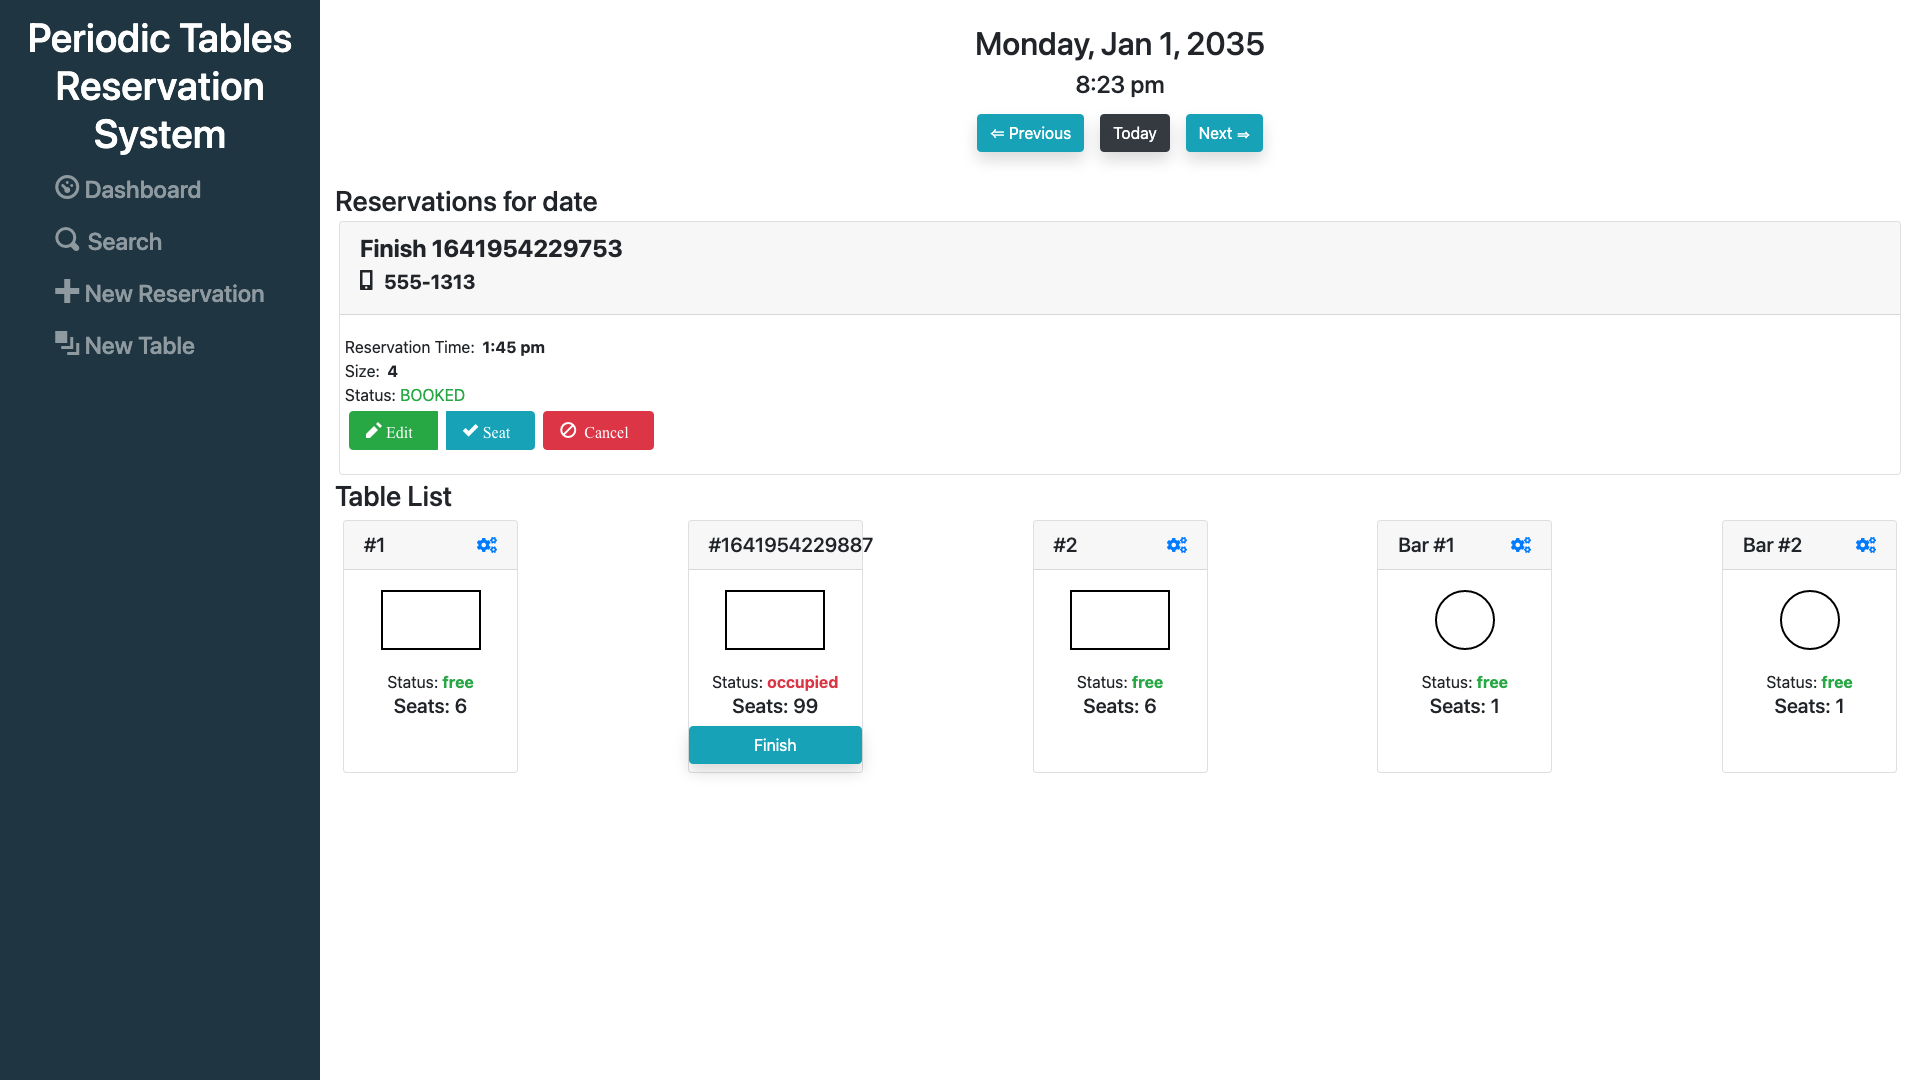 Periodic Tables
Reservation
System
Dashboard
Search
New Reservation
New Table
Monday, Jan 1, 2035
8:23 pm
⇐ Previous
Today
Next ⇒
Reservations for date
Finish 1641954229753
555-1313
Reservation Time: 1:45 pm
Size: 4
Status: BOOKED
Edit
Seat
Cancel
Table List
#1
Status: free
Seats: 6
#1641954229887
Status: occupied
Seats: 99
Finish
#2
Status: free
Seats: 6
Bar #1
Status: free
Seats: 1
Bar #2
Status: free
Seats: 1